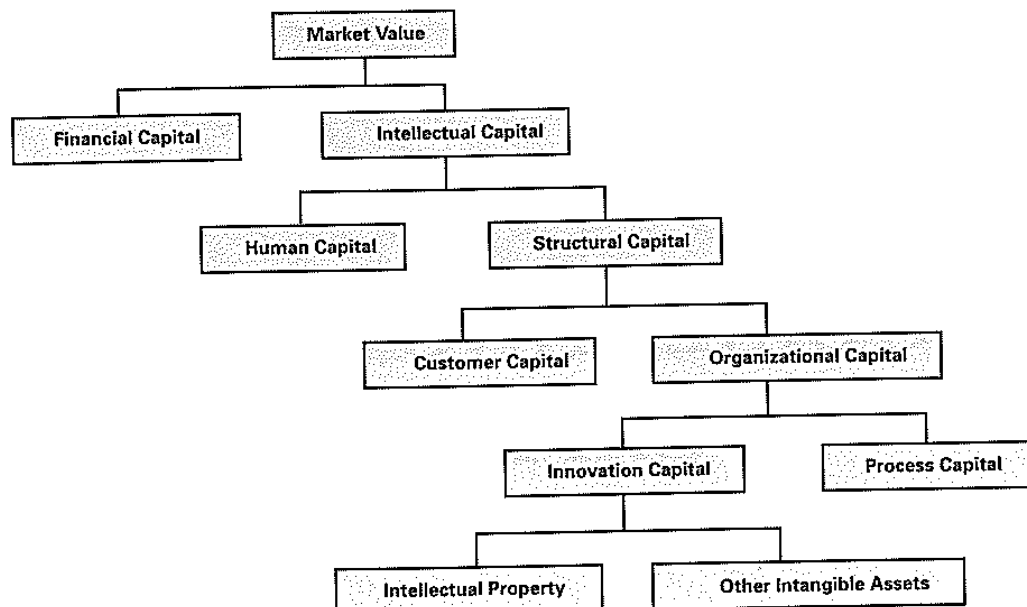 Market Value
Financial Capital
Intellectual Capital
Human Capital
Structural Capital
Customer Capital
Organizational Capital
Innovation Capital
Process Capital
Intellectual Property
Other Intangible Assets